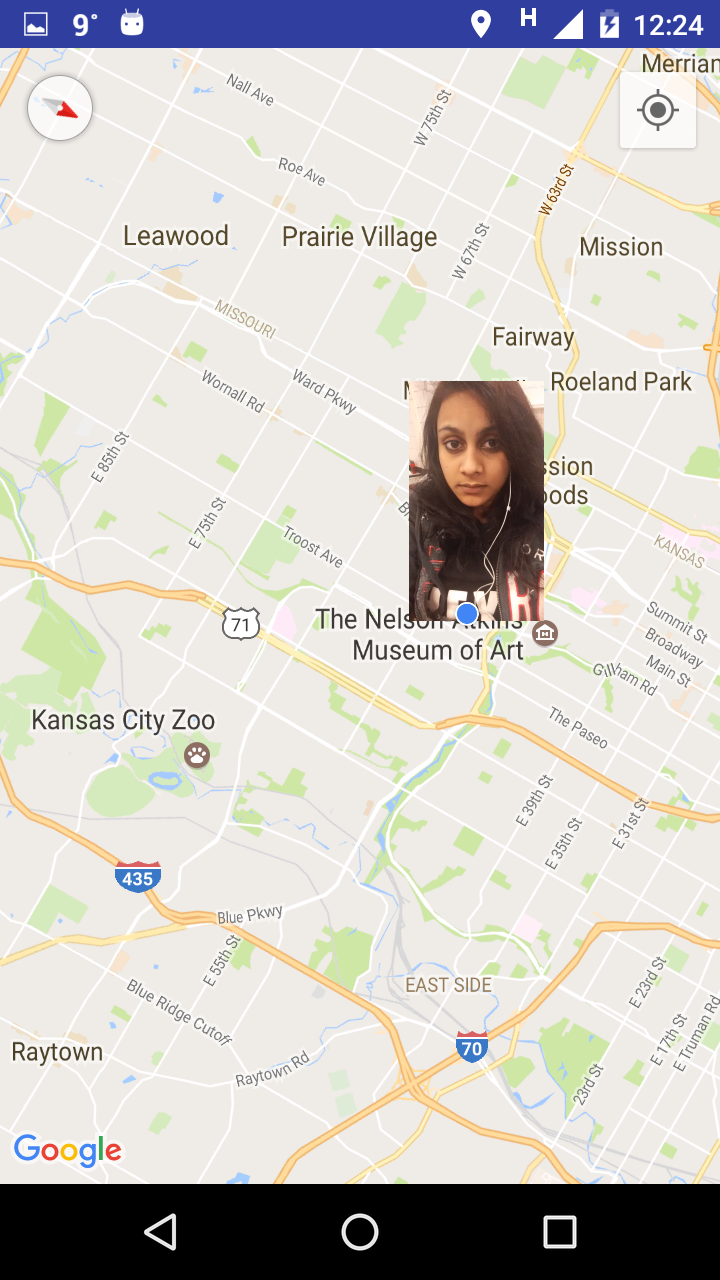 9°
H
12:24
Merriam
Nall Ave
W 75th St
Roe Ave
W 63rd St
Leawood
Prairie Village
W 67th St
Mission
MISSOURI
Fairway
Roeland Park
Wornall Rd
Ward Pkwy
ssion
oods
E 85th St
E 75th St
Troost Ave
KANSAS
71
The Nelson Atkins
Museum of Art
Summit St
Broadway
Main St
Gillham Rd
Kansas City Zoo
The Paseo
E 39th St
E 35th St
E 31st St
435
Blue Pkwy
E 55th St
EAST SIDE
Blue Ridge Cutoff
E 23rd St
E 17th St
E Truman Rd
Raytown
70
Raytown Rd
23rd St
Google